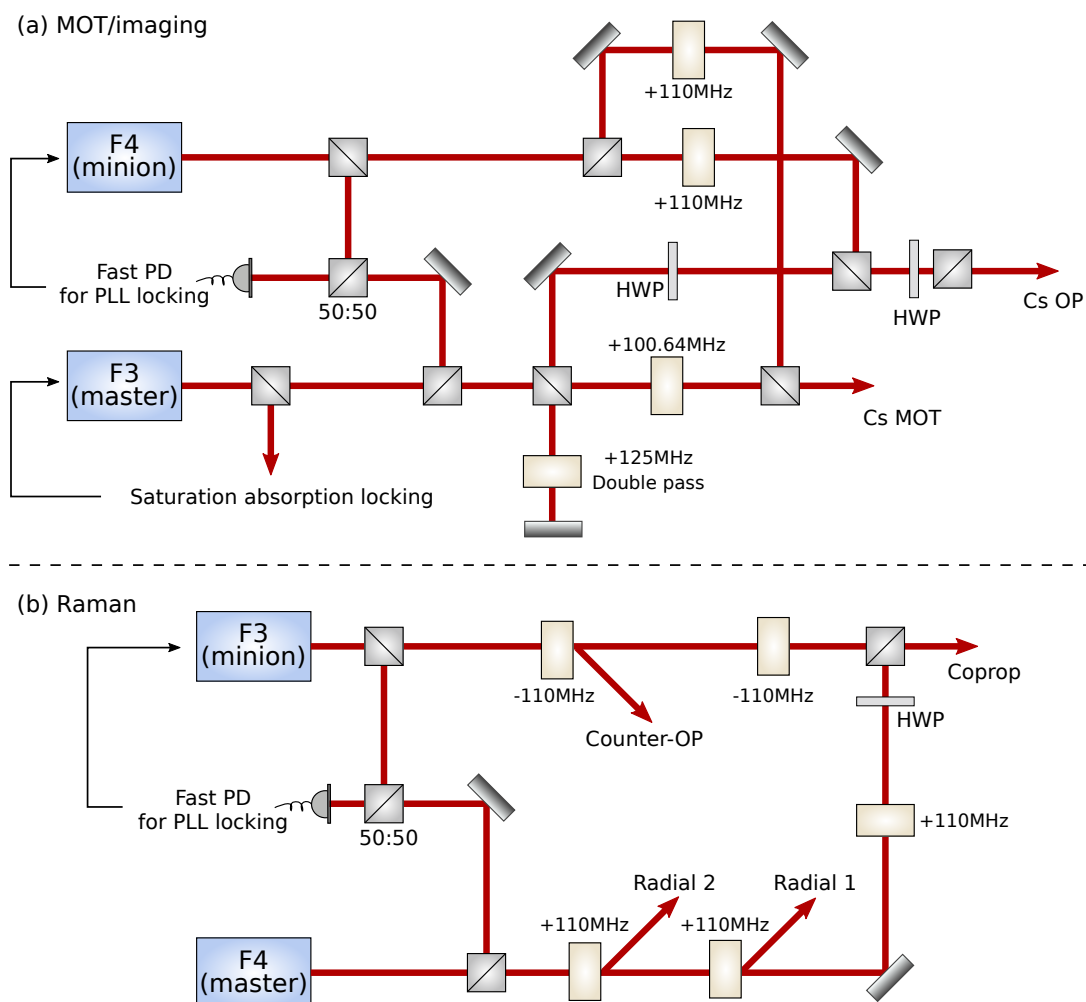 (a) MOT/imaging
+110MHz
F4
(minion)
+110MHz
Fast PD
for PLL locking
50:50
HWP
HWP
Cs OP
F3
(master)
+100.64MHz
Cs MOT
+125MHz
Double pass
Saturation absorption locking
(b) Raman
F3
(minion)
-110MHz
-110MHz
Coprop
HWP
Counter-OP
Fast PD
for PLL locking
50:50
+110MHz
Radial 2
Radial 1
+110MHz
+110MHz
F4
(master)